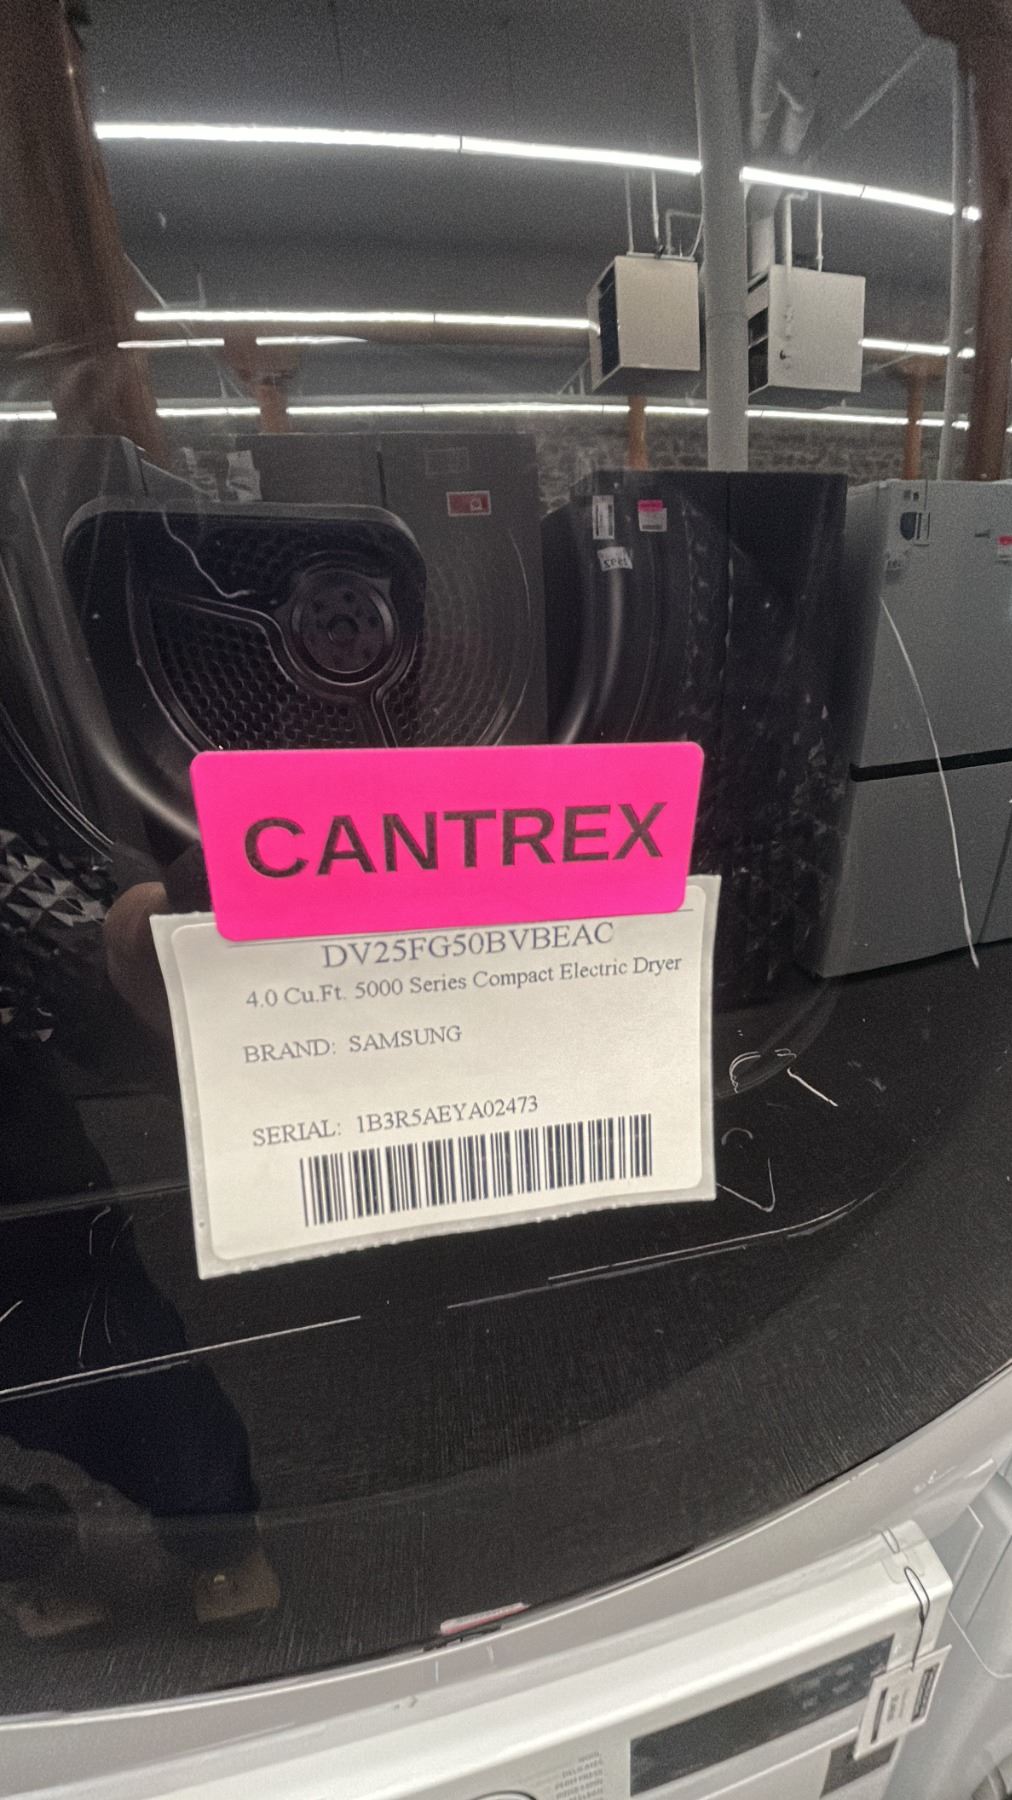 CANTREX
DV25FG50BVBEAC
4.0 Cu.Ft. 5000 Series Compact Electric Dryer
BRAND: SAMSUNG
SERIAL: 1B3R5AEYA02473